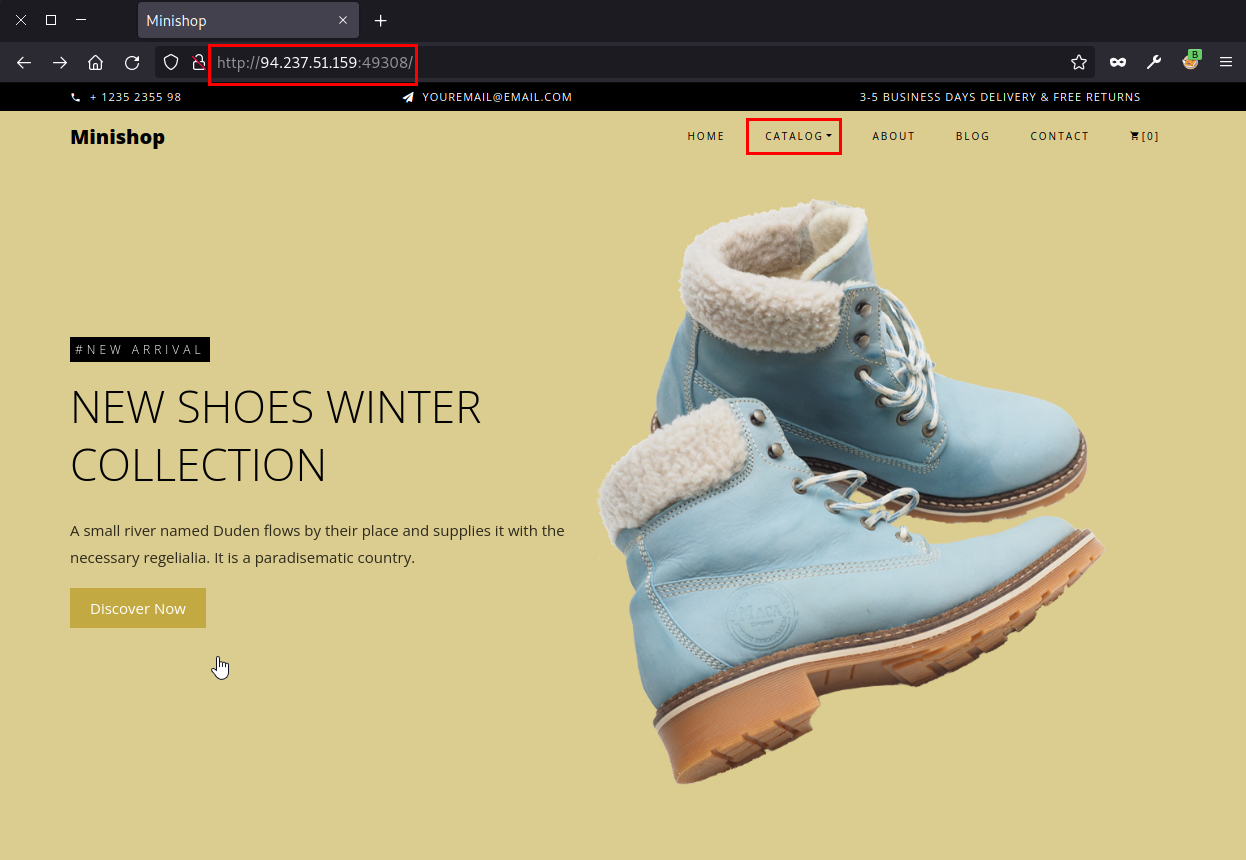 Minishop
http://94.237.51.159:49308/
B
+ 1235 2355 98 YOUREMAIL@EMAIL.COM 3-5 BUSINESS DAYS DELIVERY & FREE RETURNS
Minishop HOME CATALOG ABOUT BLOG CONTACT [0]
#NEW ARRIVAL
NEW SHOES WINTER
COLLECTION
A small river named Duden flows by their place and supplies it with the
necessary regelialia. It is a paradisematic country.
Discover Now
MACA